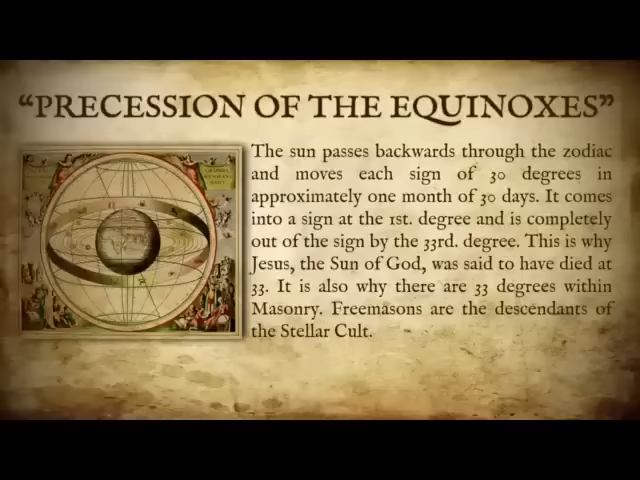 “PRECESSION OF THE EQUINOXES”
The sun passes backwards through the zodiac
and moves each sign of 30 degrees in
approximately one month of 30 days. It comes
into a sign at the 1st. degree and is completely
out of the sign by the 33rd. degree. This is why
Jesus, the Sun of God, was said to have died at
33. It is also why there are 33 degrees within
Masonry. Freemasons are the descendants of
the Stellar Cult.